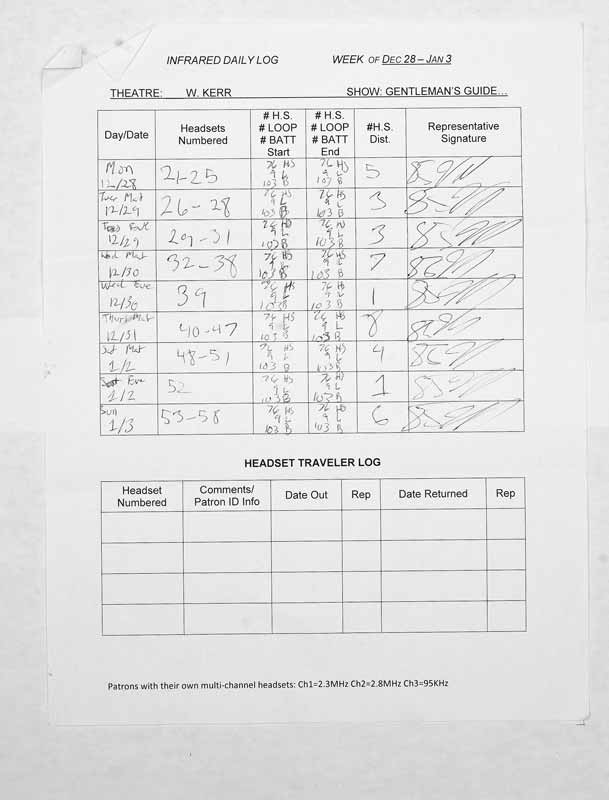 INFRARED DAILY LOG WEEK OF DEC 28 – JAN 3
THEATRE: W. KERR SHOW: GENTLEMAN'S GUIDE…
Day/Date Headsets Numbered # H.S. # LOOP # BATT Start # H.S. # LOOP # BATT End #H.S. Dist. Representative Signature
Mon 12/28 21-25 76 HS 9 L 103 B 76 HS 9 L 103 B 5
Tue Mat 12/29 26-28 76 HS 9 L 103 B 76 HS 9 L 103 B 3
Tues Eve 12/29 29-31 76 HS 9 L 103 B 76 HS 9 L 103 B 3
Wed Mat 12/30 32-38 76 HS 9 L 103 B 76 HS 9 L 103 B 7
Wed Eve 12/30 39 76 HS 9 L 103 B 76 HS 9 L 103 B 1
Thurs Mat 12/31 40-47 76 HS 9 L 103 B 76 HS 9 L 103 B 8
Sat Mat 1/2 48-51 76 HS 9 L 103 B 76 HS 9 L 103 B 4
Sat Eve 1/2 52 76 HS 9 L 103 B 76 HS 9 L 103 B 1
Sun 1/3 53-58 76 HS 9 L 103 B 76 HS 9 L 103 B 6
HEADSET TRAVELER LOG
Headset Numbered Comments/ Patron ID Info Date Out Rep Date Returned Rep
Patrons with their own multi-channel headsets: Ch1=2.3MHz Ch2=2.8MHz Ch3=95KHz